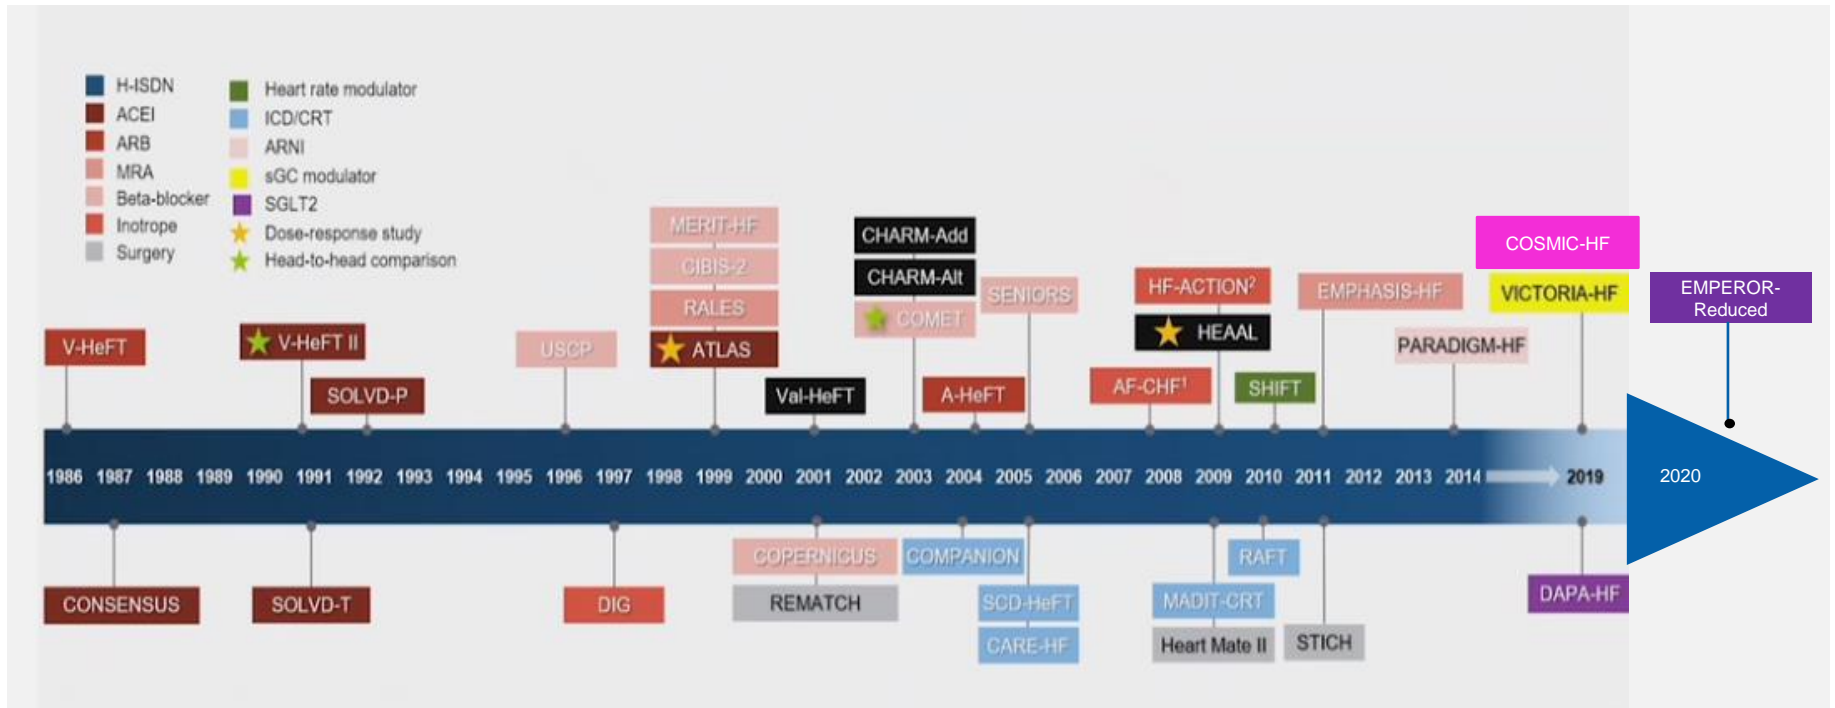 H-ISDN
ACEI
ARB
MRA
Beta-blocker
Inotrope
Surgery
Heart rate modulator
ICD/CRT
ARNI
sGC modulator
SGLT2
Dose-response study
Head-to-head comparison
V-HeFT
V-HeFT II
SOLVD-P
USCP
MERIT-HF
CIBIS-2
RALES
ATLAS
Val-HeFT
CHARM-Add
CHARM-Alt
COMET
A-HeFT
SENIORS
AF-CHF¹
HF-ACTION²
HEAAL
SHIFT
EMPHASIS-HF
PARADIGM-HF
COSMIC-HF
VICTORIA-HF
EMPEROR-
Reduced
1986 1987 1988 1989 1990 1991 1992 1993 1994 1995 1996 1997 1998 1999 2000 2001 2002 2003 2004 2005 2006 2007 2008 2009 2010 2011 2012 2013 2014 2019 2020
CONSENSUS
SOLVD-T
DIG
COPERNICUS
REMATCH
COMPANION
SCD-HeFT
CARE-HF
RAFT
MADIT-CRT
Heart Mate II
STICH
DAPA-HF